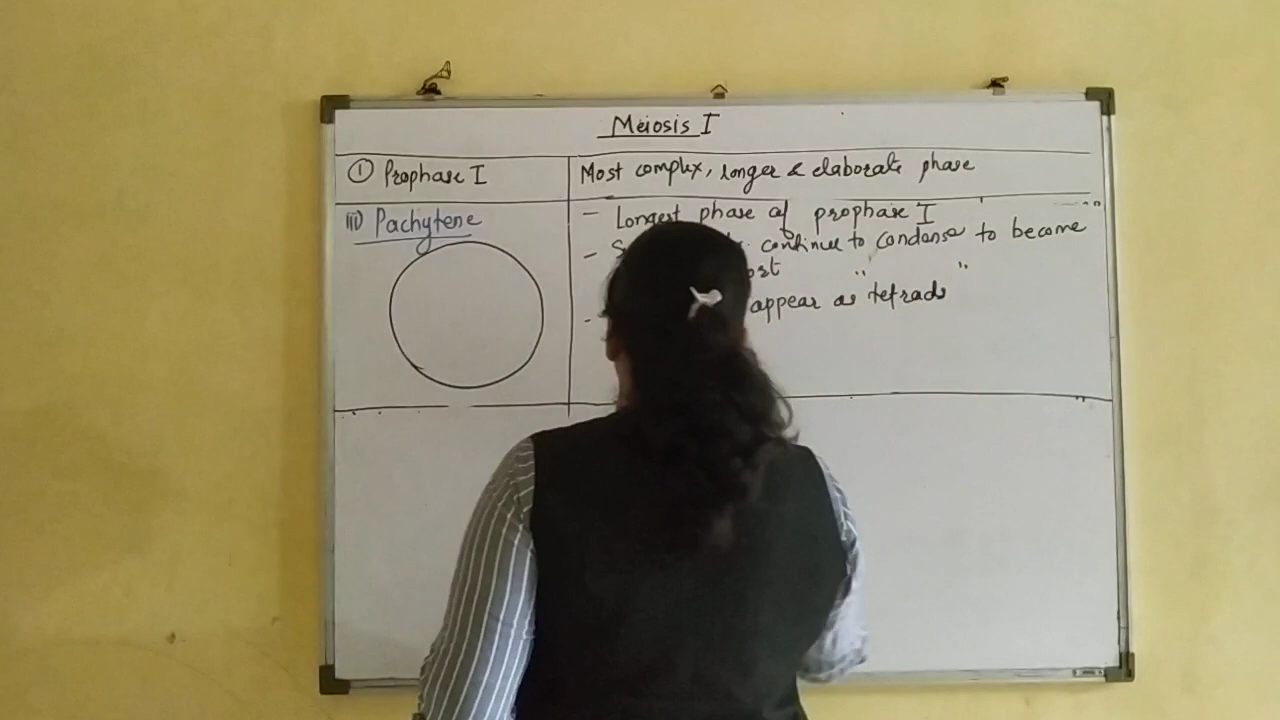 Meiosis I
① Prophase I
Most complex, longer & elaborate phase
iii) Pachytene
- Longest phase of prophase I
- continue to condense to become
appear as tetrads